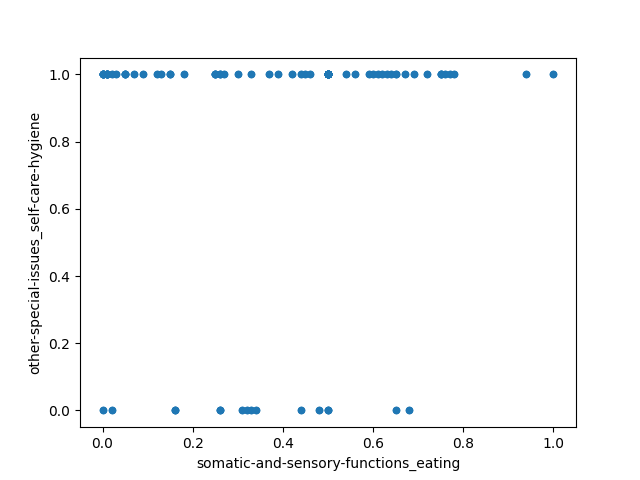 1.0
0.8
0.6
0.4
0.2
0.0
other-special-issues_self-care-hygiene
0.0 0.2 0.4 0.6 0.8 1.0
somatic-and-sensory-functions_eating